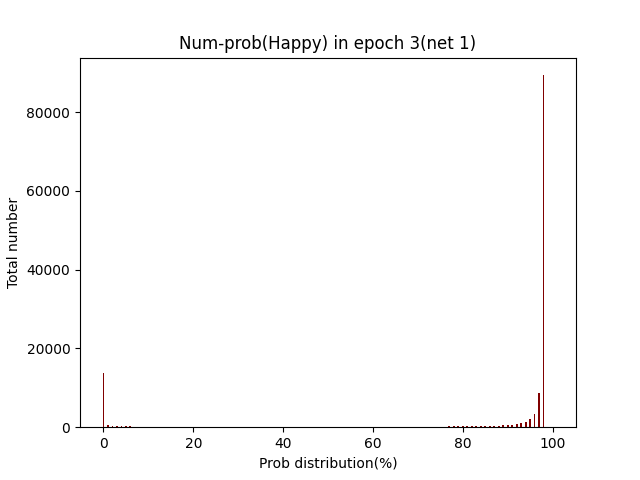 Num-prob(Happy) in epoch 3(net 1)
80000
60000
40000
20000
0
Total number
0 20 40 60 80 100
Prob distribution(%)